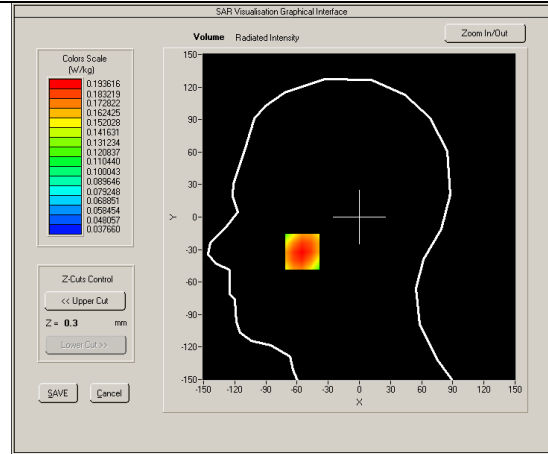 SAR Visualisation Graphical Interface
Volume Radiated Intensity
Zoom In/Out
Colors Scale
(W/kg)
0.193616
0.183219
0.172822
0.162425
0.152028
0.141631
0.131234
0.120837
0.110440
0.100043
0.089646
0.079248
0.068851
0.058454
0.048057
0.037660
Z-Cuts Control
<< Upper Cut
Z = 0.3 mm
Lower Cut >>
SAVE Cancel
150
120
90
60
30
0
-30
-60
-90
-120
-150
Y
-150 -120 -90 -60 -30 0 30 60 90 120 150
X